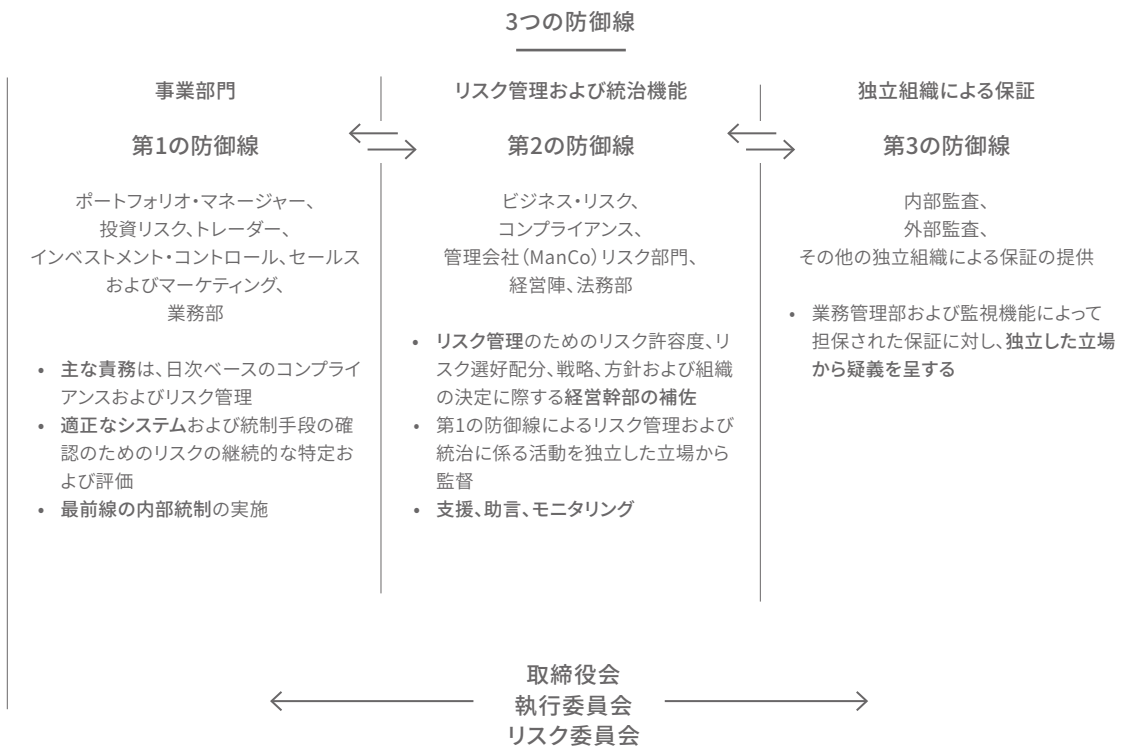 3つの防御線
事業部門
第1の防御線
ポートフォリオ・マネージャー、
投資リスク、トレーダー、
インベストメント・コントロール、セールス
およびマーケティング、
業務部
• 主な責務は、日次ベースのコンプライ
アンスおよびリスク管理
• 適正なシステムおよび統制手段の確
認のためのリスクの継続的な特定お
よび評価
• 最前線の内部統制の実施
リスク管理および統治機能
第2の防御線
ビジネス・リスク、
コンプライアンス、
管理会社(ManCo)リスク部門、
経営陣、法務部
• リスク管理のためのリスク許容度、リ
スク選好配分、戦略、方針および組織
の決定に際する経営幹部の補佐
• 第1の防御線によるリスク管理および
統治に係る活動を独立した立場から
監督
• 支援、助言、モニタリング
独立組織による保証
第3の防御線
内部監査、
外部監査、
その他の独立組織による保証の提供
• 業務管理部および監視機能によって
担保された保証に対し、独立した立場
から疑義を呈する
取締役会
執行委員会
リスク委員会